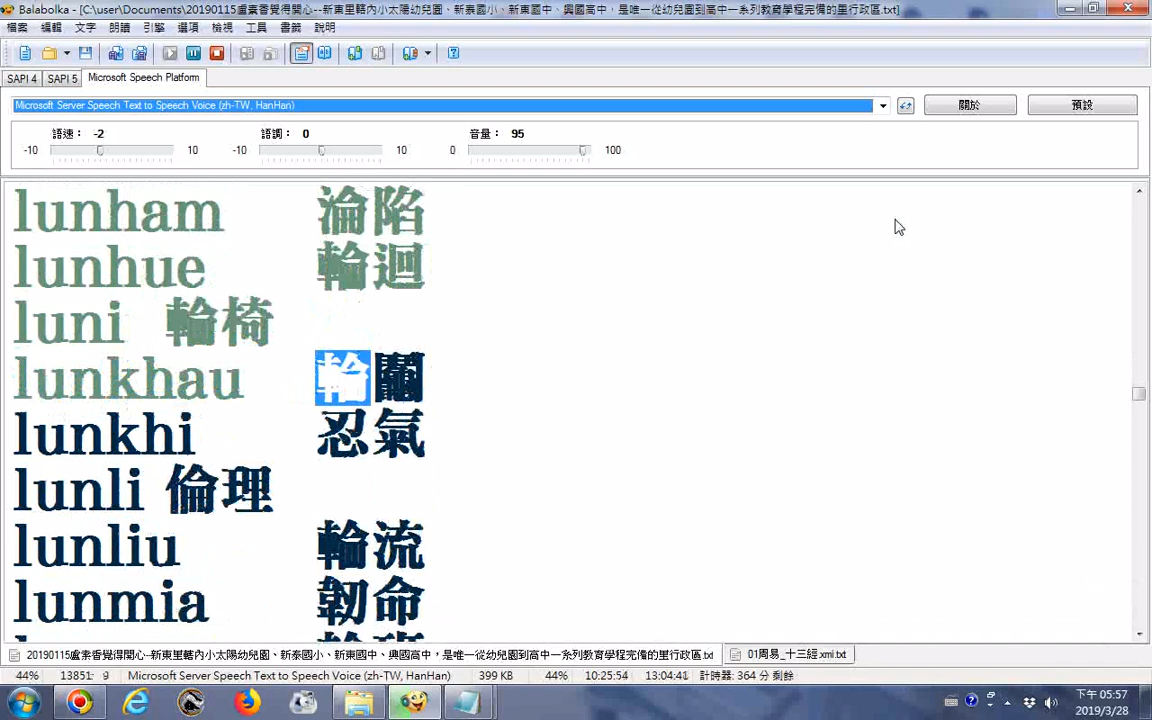 Balabolka - [C:\user\Documents\20190115盧素香覺得開心--新東里轄內小太陽幼兒園、新泰國小、新東國中、興國高中，是唯一從幼兒園到高中一系列教育學程完備的里行政區.txt]
檔案 編輯 文字 朗讀 引擎 選項 檢視 工具 書籤 說明
SAPI 4 SAPI 5 Microsoft Speech Platform
Microsoft Server Speech Text to Speech Voice (zh-TW, HanHan) 關於 預設
語速： -2 語調： 0 音量： 95
-10 10 -10 10 0 100
lunham 淪陷
lunhue 輪迴
luni 輪椅
lunkhau 輪鬮
lunkhi 忍氣
lunli 倫理
lunliu 輪流
lunmia 韌命
20190115盧素香覺得開心--新東里轄內小太陽幼兒園、新泰國小、新東國中、興國高中，是唯一從幼兒園到高中一系列教育學程完備的里行政區.txt 01周易_十三經.xmi.txt
44% 13851: 9 Microsoft Server Speech Text to Speech Voice (zh-TW, HanHan) 399 KB 44% 10:25:54 13:04:41 計時器: 364 分 剩餘
下午 05:57
2019/3/28